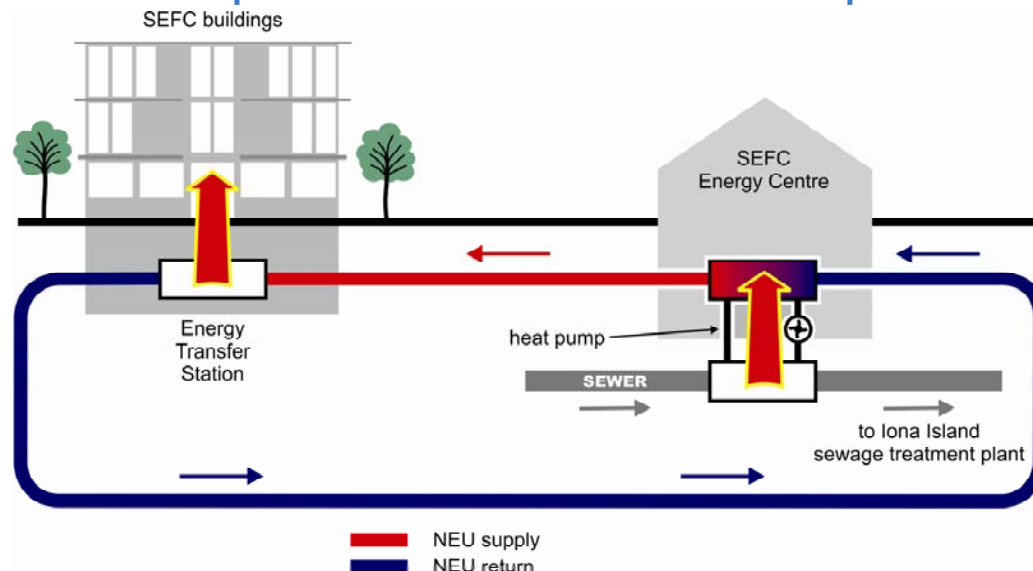 SEFC buildings
SEFC
Energy Centre
Energy
Transfer
Station
heat pump
SEWER
to Iona Island
sewage treatment plant
NEU supply
NEU return